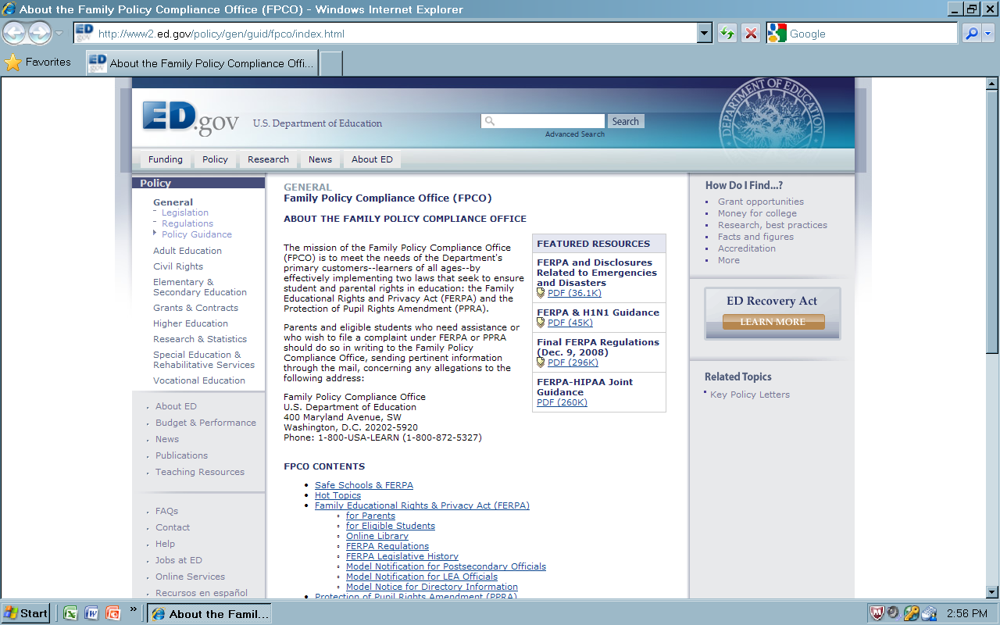 About the Family Policy Compliance Office (FPCO) - Windows Internet Explorer
http://www2.ed.gov/policy/gen/guid/fpco/index.html
Google
Favorites
ED About the Family Policy Compliance Offi...
ED.gov
U.S. Department of Education
Search
Advanced Search
DEPARTMENT OF EDUCATION
Funding
Policy
Research
News
About ED
Policy
General
Legislation
Regulations
Policy Guidance
Adult Education
Civil Rights
Elementary &
Secondary Education
Grants & Contracts
Higher Education
Research & Statistics
Special Education &
Rehabilitative Services
Vocational Education
About ED
Budget & Performance
News
Publications
Teaching Resources
FAQs
Contact
Help
Jobs at ED
Online Services
Recursos en español
GENERAL
Family Policy Compliance Office (FPCO)
ABOUT THE FAMILY POLICY COMPLIANCE OFFICE
The mission of the Family Policy Compliance Office
(FPCO) is to meet the needs of the Department's
primary customers--learners of all ages--by
effectively implementing two laws that seek to ensure
student and parental rights in education: the Family
Educational Rights and Privacy Act (FERPA) and the
Protection of Pupil Rights Amendment (PPRA).
Parents and eligible students who need assistance or
who wish to file a complaint under FERPA or PPRA
should do so in writing to the Family Policy
Compliance Office, sending pertinent information
through the mail, concerning any allegations to the
following address:
Family Policy Compliance Office
U.S. Department of Education
400 Maryland Avenue, SW
Washington, D.C. 20202-5920
Phone: 1-800-USA-LEARN (1-800-872-5327)
FEATURED RESOURCES
FERPA and Disclosures
Related to Emergencies
and Disasters
PDF (36.1K)
FERPA & H1N1 Guidance
PDF (45K)
Final FERPA Regulations
(Dec. 9, 2008)
PDF (296K)
FERPA-HIPAA Joint
Guidance
PDF (260K)
FPCO CONTENTS
Safe Schools & FERPA
Hot Topics
Family Educational Rights & Privacy Act (FERPA)
for Parents
for Eligible Students
Online Library
FERPA Regulations
FERPA Legislative History
Model Notification for Postsecondary Officials
Model Notification for LEA Officials
Model Notice for Directory Information
Protection of Pupil Rights Amendment (PPRA)
How Do I Find...?
Grant opportunities
Money for college
Research, best practices
Facts and figures
Accreditation
More
ED Recovery Act
LEARN MORE
Related Topics
Key Policy Letters
Start
About the Famil...
2:56 PM